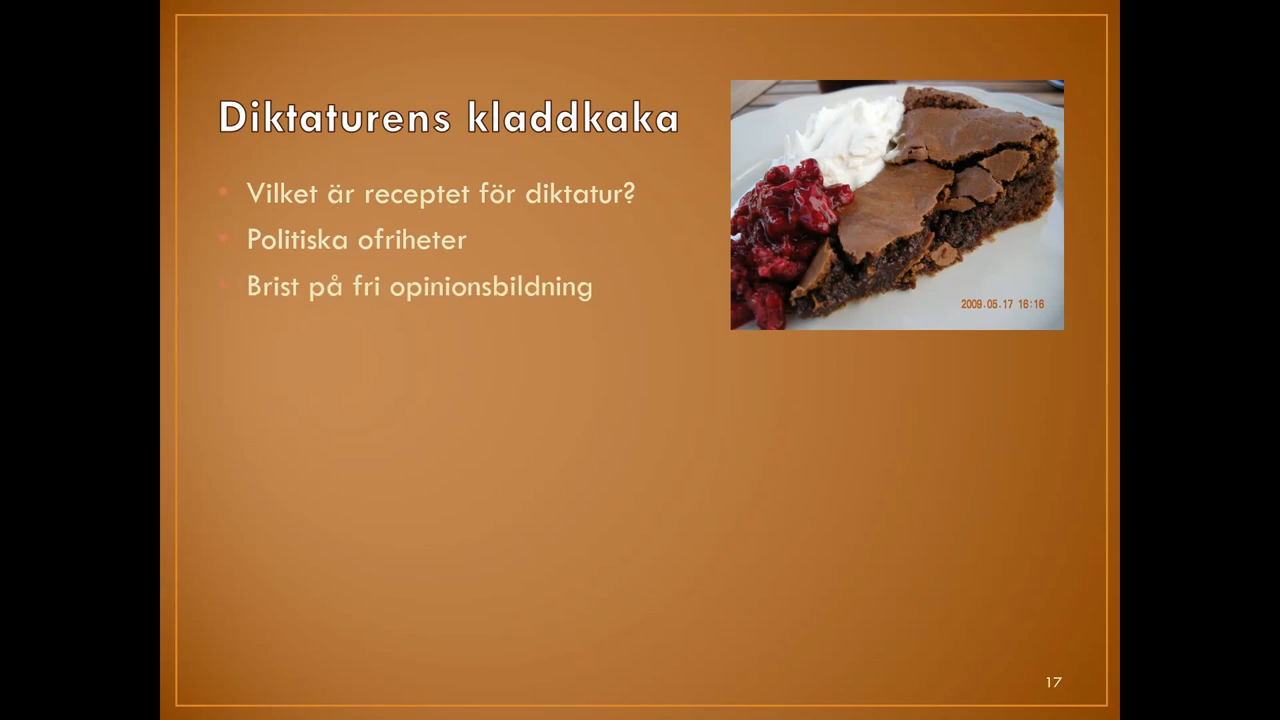 Diktaturens kladdkaka
Vilket är receptet för diktatur?
Politiska ofriheter
Brist på fri opinionsbildning
2009.05.17 16:16
17